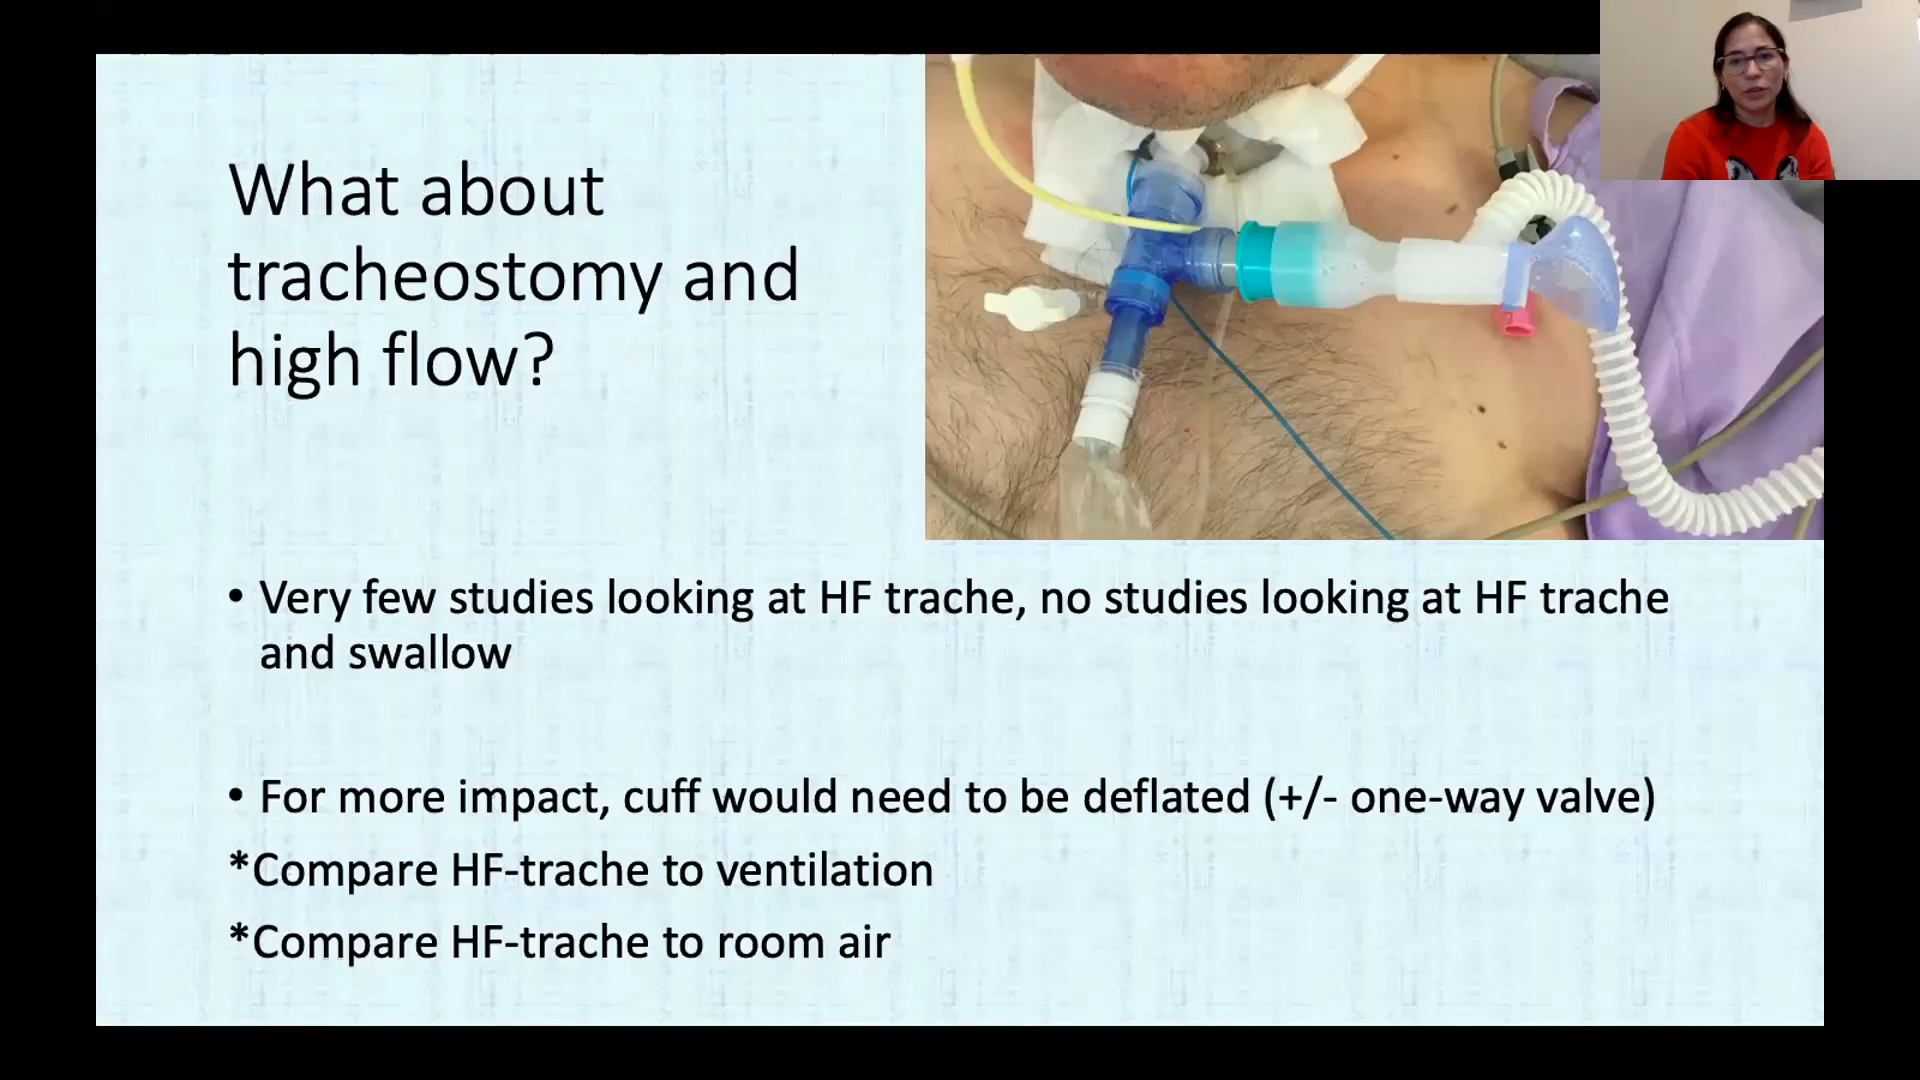 What about
tracheostomy and
high flow?
• Very few studies looking at HF trache, no studies looking at HF trache
and swallow
• For more impact, cuff would need to be deflated (+/- one-way valve)
*Compare HF-trache to ventilation
*Compare HF-trache to room air